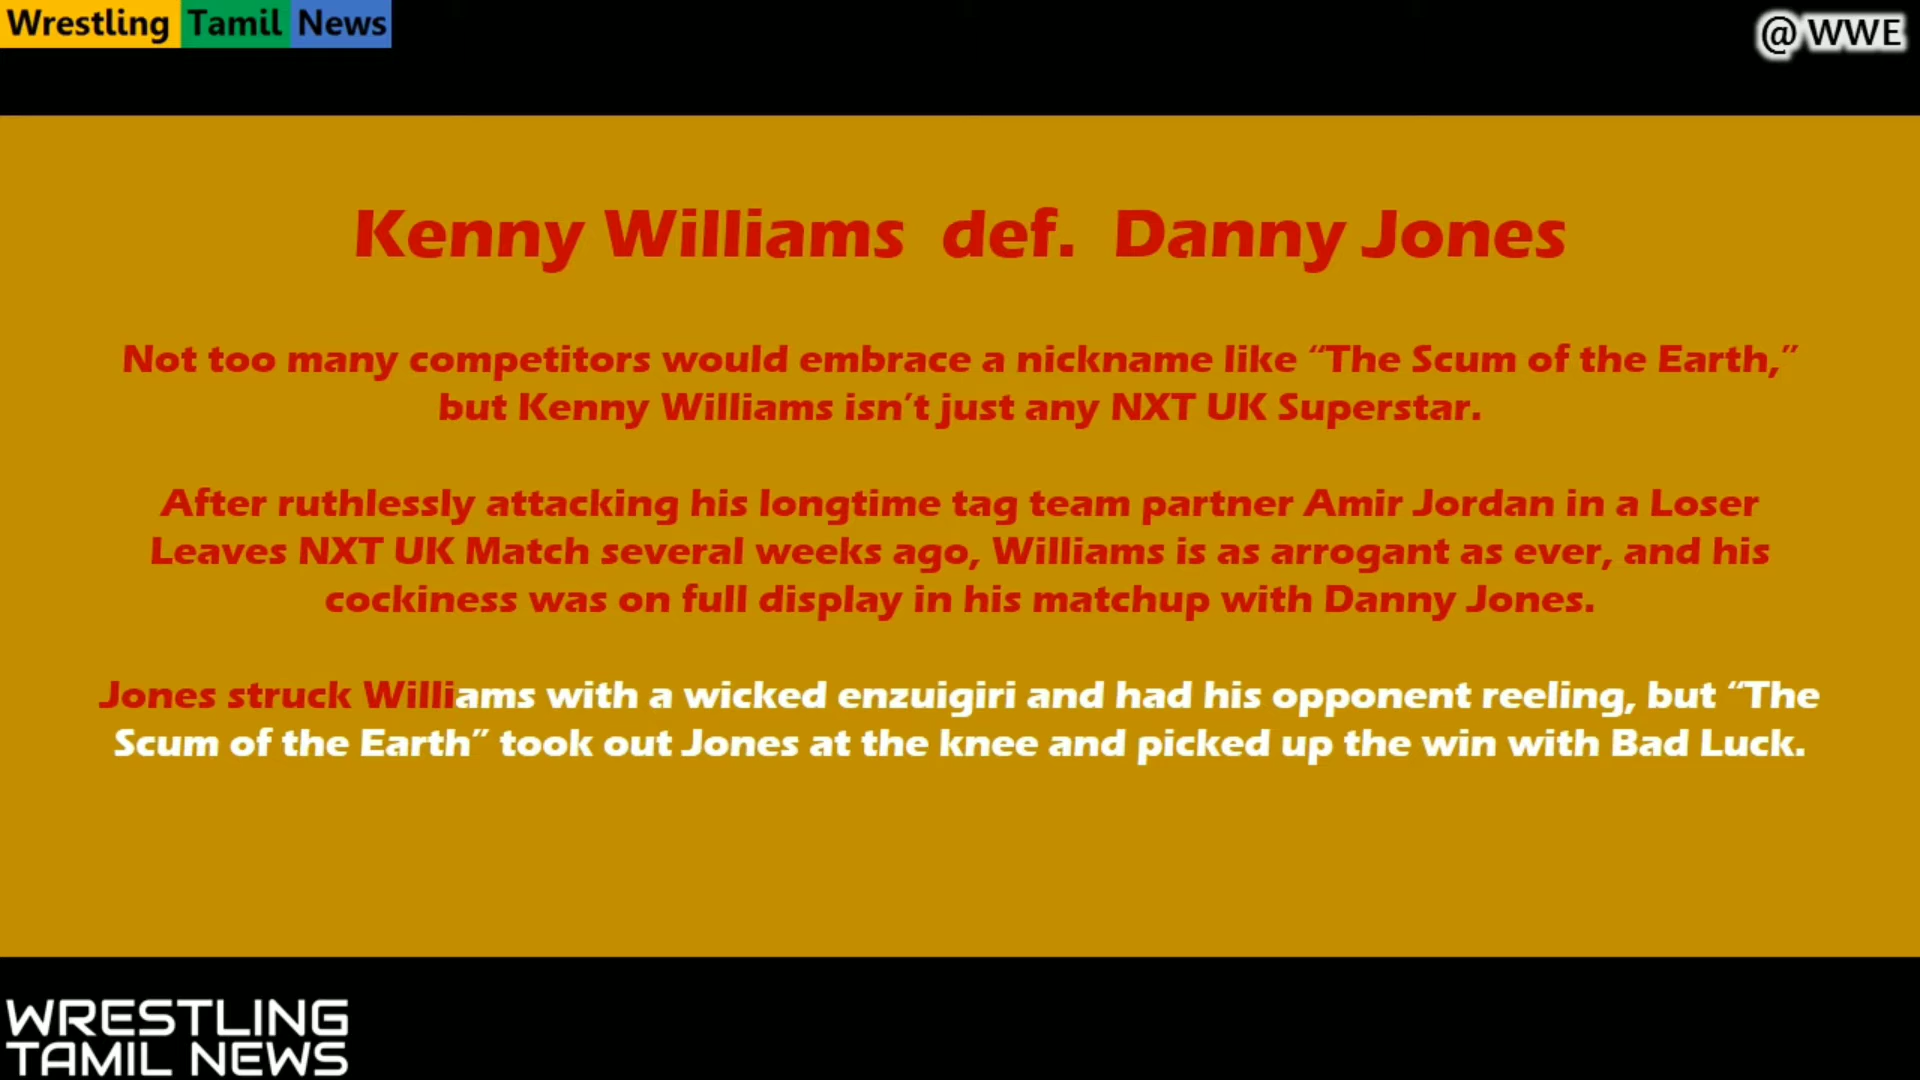 Wrestling Tamil News
@ WWE
Kenny Williams def. Danny Jones
Not too many competitors would embrace a nickname like “The Scum of the Earth,”
but Kenny Williams isn’t just any NXT UK Superstar.
After ruthlessly attacking his longtime tag team partner Amir Jordan in a Loser
Leaves NXT UK Match several weeks ago, Williams is as arrogant as ever, and his
cockiness was on full display in his matchup with Danny Jones.
Jones struck Williams with a wicked enzuigiri and had his opponent reeling, but “The
Scum of the Earth” took out Jones at the knee and picked up the win with Bad Luck.
WRESTLING
TAMIL NEWS